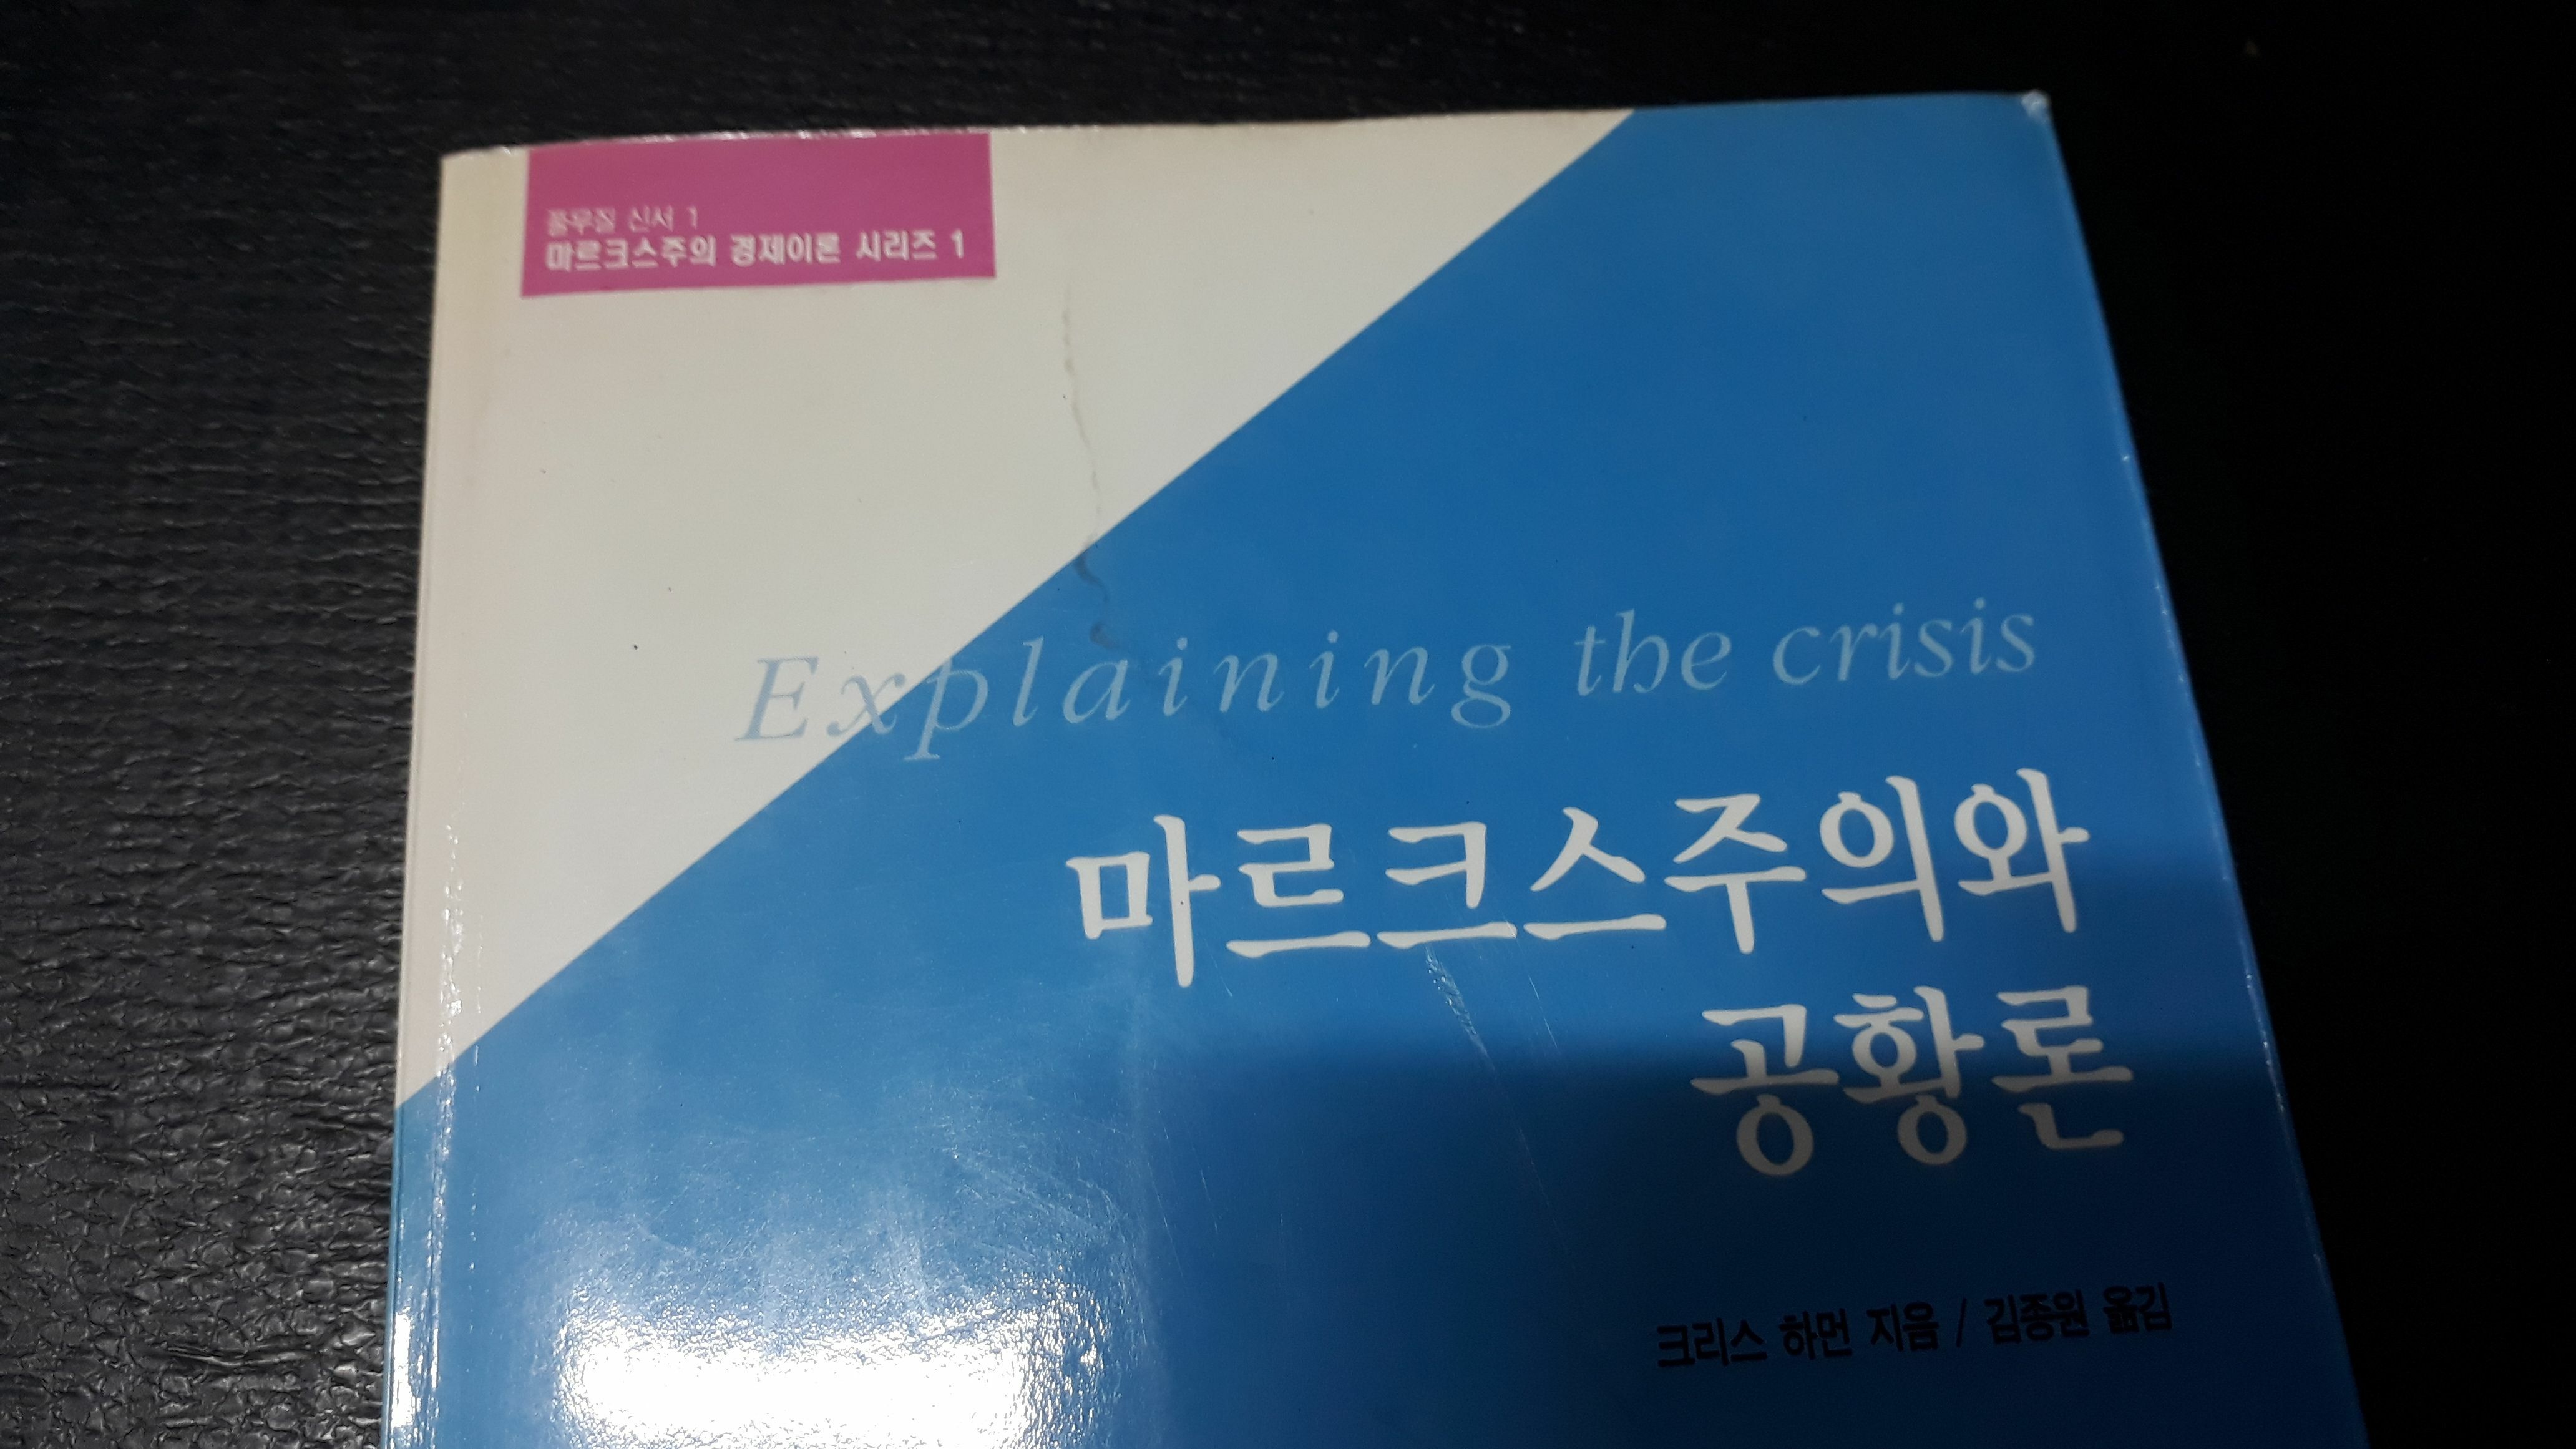 풀무질 신서 1
마르크스주의 경제이론 시리즈 1
Explaining the crisis
마르크스주의와
공황론
크리스 하먼 지음 / 김종원 옮김